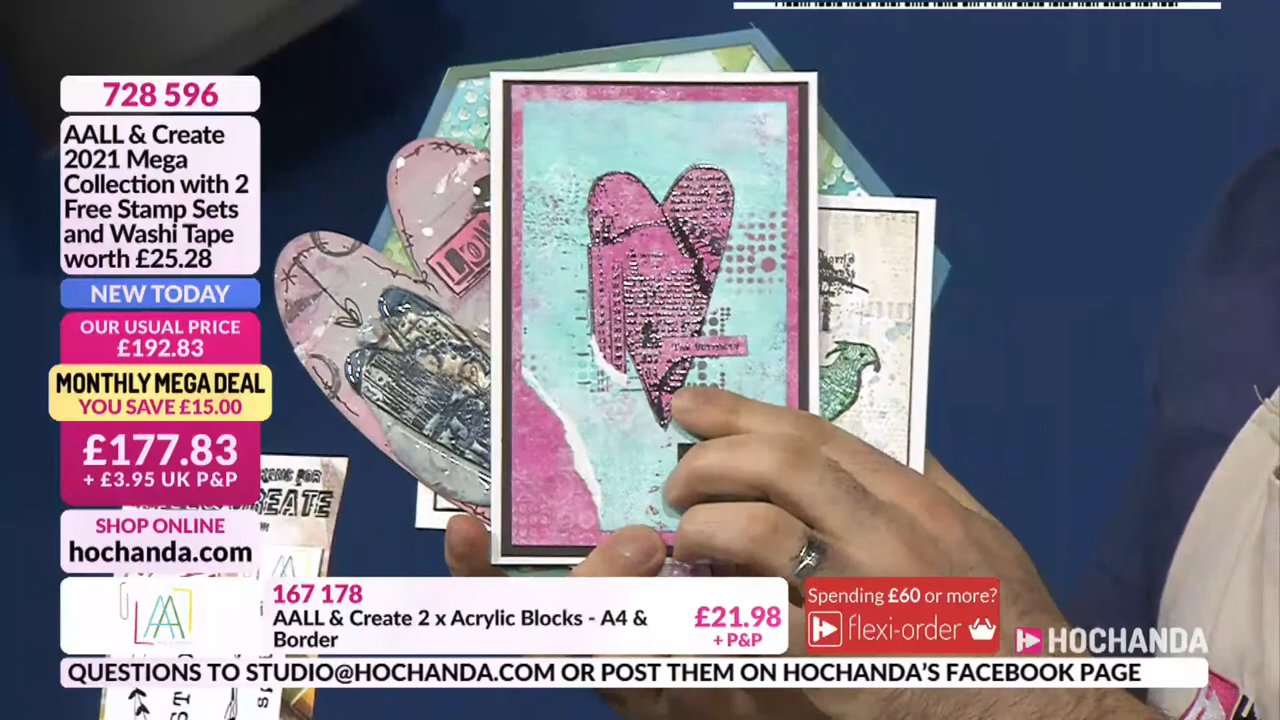 728 596
AALL & Create
2021 Mega
Collection with 2
Free Stamp Sets
and Washi Tape
worth £25.28
NEW TODAY
OUR USUAL PRICE
£192.83
MONTHLY MEGA DEAL
YOU SAVE £15.00
£177.83
+ £3.95 UK P&P
SHOP ONLINE
hochanda.com
167 178
AALL & Create 2 x Acrylic Blocks - A4 &
Border
£21.98
+ P&P
Spending £60 or more?
flexi-order
HOCHANDA
QUESTIONS TO STUDIO@HOCHANDA.COM OR POST THEM ON HOCHANDA'S FACEBOOK PAGE